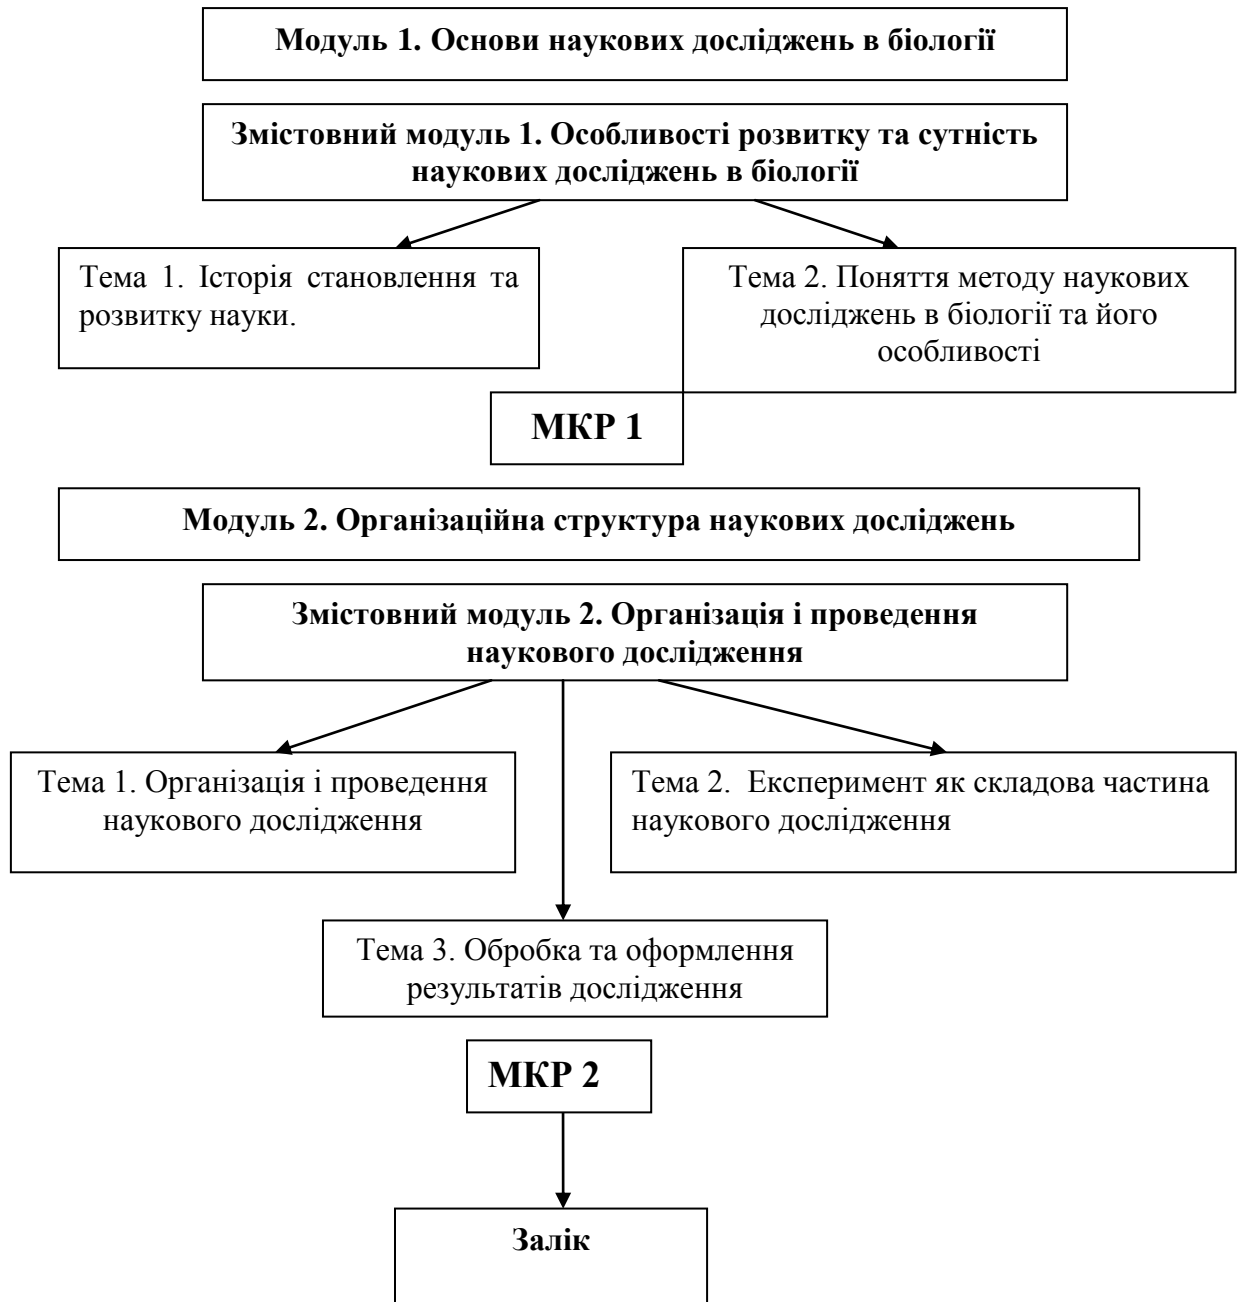 Модуль 1. Основи наукових досліджень в біології
Змістовний модуль 1. Особливості розвитку та сутність
наукових досліджень в біології
Тема 1. Історія становлення та
розвитку науки.
Тема 2. Поняття методу наукових
досліджень в біології та його
особливості
МКР 1
Модуль 2. Організаційна структура наукових досліджень
Змістовний модуль 2. Організація і проведення
наукового дослідження
Тема 1. Організація і проведення
наукового дослідження
Тема 2. Експеримент як складова частина
наукового дослідження
Тема 3. Обробка та оформлення
результатів дослідження
МКР 2
Залік